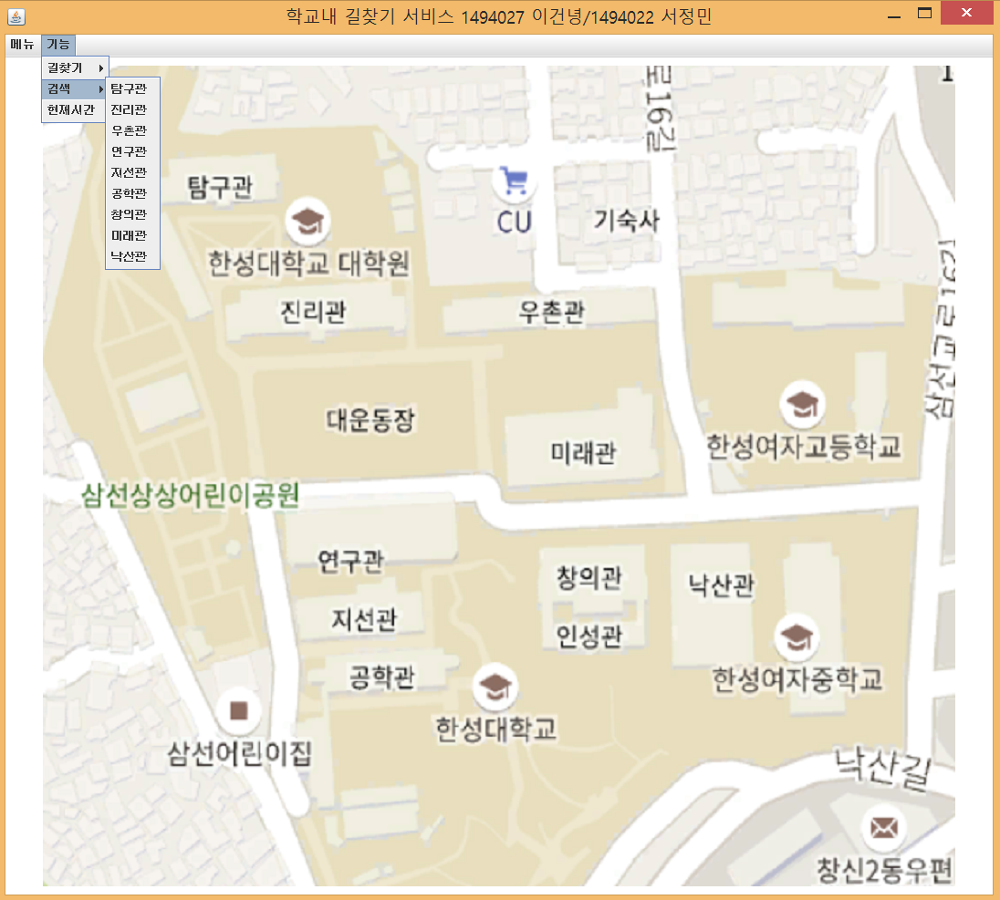 학교내 길찾기 서비스 1494027 이건녕/1494022 서정민
메뉴 기능
길찾기
검색
현재시간
탐구관
진리관
우촌관
연구관
지선관
공학관
창의관
미래관
낙산관
로16길
1
탐구관
CU
기숙사
한성대학교 대학원
진리관
우촌관
삼선교로16길
대운동장
미래관
한성여자고등학교
삼선상상어린이공원
연구관
창의관
낙산관
지선관
인성관
공학관
한성여자중학교
한성대학교
삼선어린이집
낙산길
창신2동우편